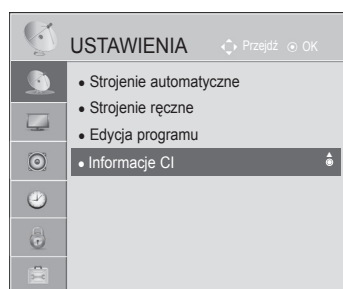 USTAWIENIA Przejdź OK
• Strojenie automatyczne
• Strojenie ręczne
• Edycja programu
• Informacje CI